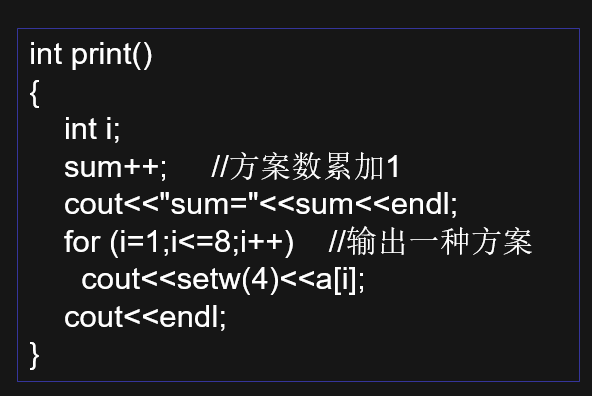 int print()
{
int i;
sum++; //方案数累加1
cout<<"sum="<<sum<<endl;
for (i=1;i<=8;i++) //输出一种方案
cout<<setw(4)<<a[i];
cout<<endl;
}